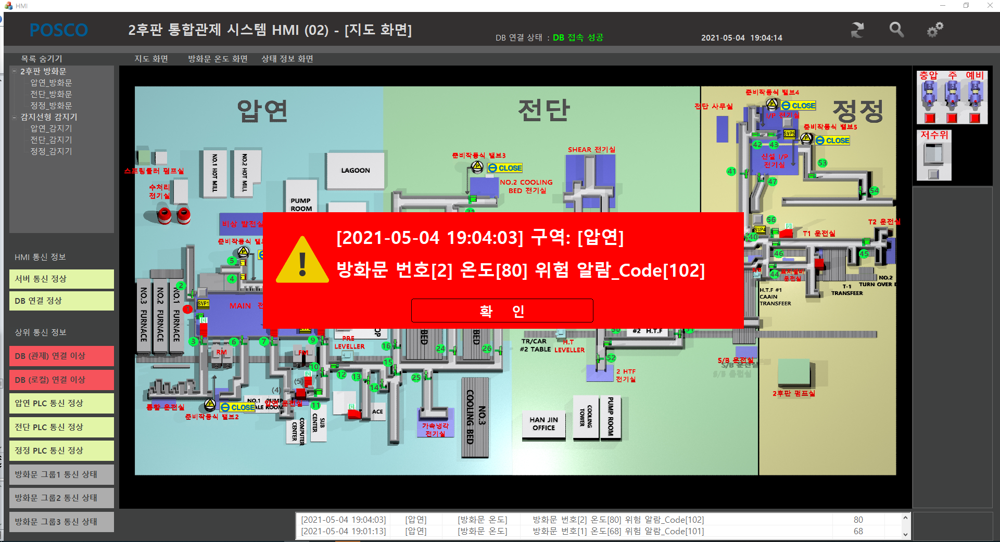 HMI
POSCO
2후판 통합관제 시스템 HMI (02) - [지도 화면]
DB 연결 상태 : DB 접속 성공
2021-05-04 19:04:14
목록 숨기기
지도 화면
방화문 온도 화면
상태 정보 화면
2후판 방화문
압연_방화문
전단_방화문
정정_방화문
감지선형 감지기
압연_감지기
전단_감지기
정정_감지기
HMI 통신 정보
서버 통신 정상
DB 연결 정상
상위 통신 정보
DB (관제) 연결 이상
DB (로컬) 연결 이상
압연 PLC 통신 정상
전단 PLC 통신 정상
정정 PLC 통신 정상
방화문 그룹1 통신 상태
방화문 그룹2 통신 상태
방화문 그룹3 통신 상태
압연
전단
정정
충압 주 예비
저수위
준비작동식 밸브4
CLOSE
전단 사무실
I/P 전기실
준비작동식 밸브5
SVP5
CLOSE
42
43
신설 I/P
전기실
53
41
47
54
SHEAR 전기실
준비작동식 밸브3
CLOSE
NO.2 COOLING
BED 전기실
스프링클러 펌프실
수처리
전기실
NO.1 HOT MILL
NO.2 HOT MILL
LAGOON
PUMP
ROOM
비상 발전실
준비작동식
5
4
2
SVP1
1
MAIN
NO.3 FURNACE
NO.2 FURNACE
NO.1 FURNACE
3
6
7
9
RM
FM
10
PRE
LEVELLER
16
15
12
13
14
BED
24
BED
26
25
(5)
(4)
11
통합 운전실
CLOSE
준비작동식 밸브2
NO.1
압연 운전실
COMPUTER
CENTER
SUB
CENTER
ACE
가속냉각
전기실
NO.3
COOLING BED
56
SVP4
40
T1 운전실
T2 운전실
46
45
44
운전실
H.T.F #1
CAAIN
TRANSFEER
T-1
TRANSFEER
NO.2
TURN OVER
#2 H.T.F
TR/CAR
#2 TABLE
H.T
LEVELLER
52
2 HTF
전기실
S/B 운전실
2후판 펌프실
HAN JIN
OFFICE
COOLING
TOWER
PUMP ROOM
[2021-05-04 19:04:03] 구역: [압연]
방화문 번호[2] 온도[80] 위험 알람_Code[102]
확 인
[2021-05-04 19:04:03] [압연] [방화문 온도] 방화문 번호[2] 온도[80] 위험 알람_Code[102] 80
[2021-05-04 19:01:13] [압연] [방화문 온도] 방화문 번호[1] 온도[68] 위험 알람_Code[101] 68